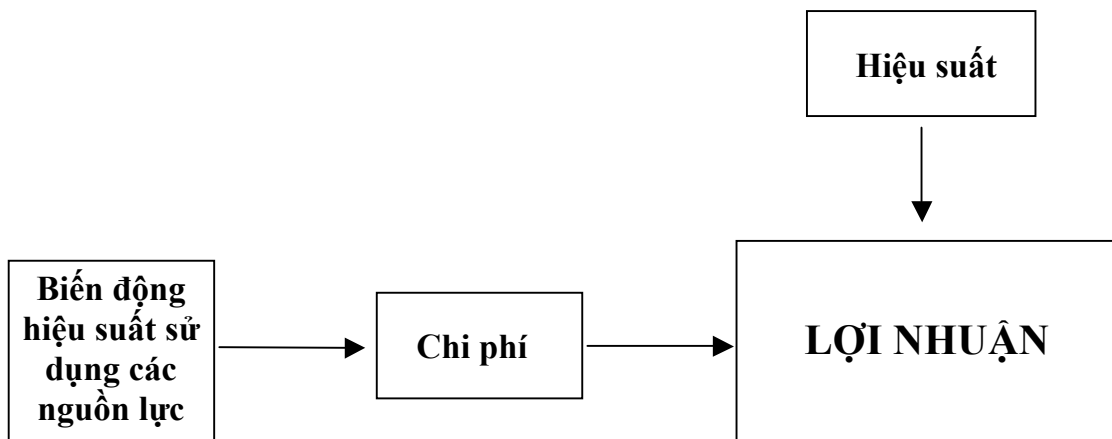 Hiệu suất
Biến động
hiệu suất sử
dụng các
nguồn lực
Chi phí
LỢI NHUẬN